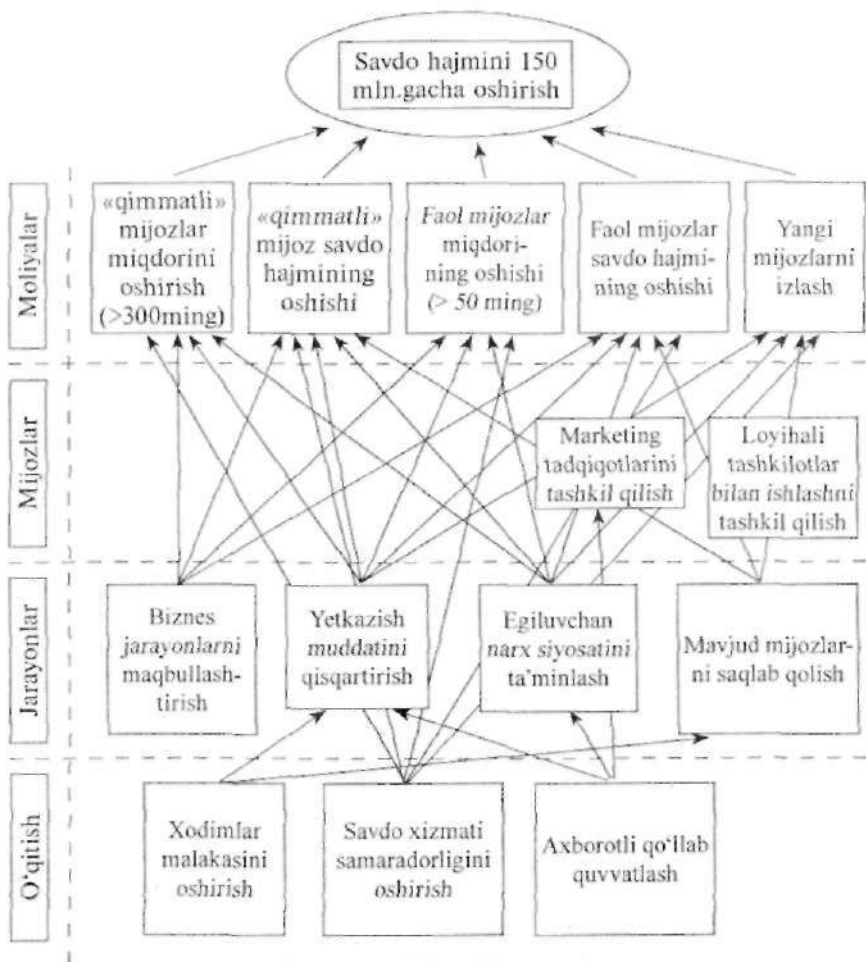 Savdo hajmini 150
mln.gacha oshirish
Moliyalar
«qimmatli»
mijozlar
miqdorini
oshirish
(>300ming)
«qimmatli»
mijoz savdo
hajmining
oshishi
Faol mijozlar
miqdori-
ning oshishi
(> 50 ming)
Faol mijozlar
savdo hajmi-
ning oshishi
Yangi
mijozlarni
izlash
Mijozlar
Marketing
tadqiqotlarini
tashkil qilish
Loyihali
tashkilotlar
bilan ishlashni
tashkil qilish
Jarayonlar
Biznes
jarayonlarni
maqbullash-
tirish
Yetkazish
muddatini
qisqartirish
Egiluvchan
narx siyosatini
ta'minlash
Mavjud mijozlar-
ni saqlab qolish
O‘qitish
Xodimlar
malakasini
oshirish
Savdo xizmati
samaradorligini
oshirish
Axborotli qo‘llab
quvvatlash